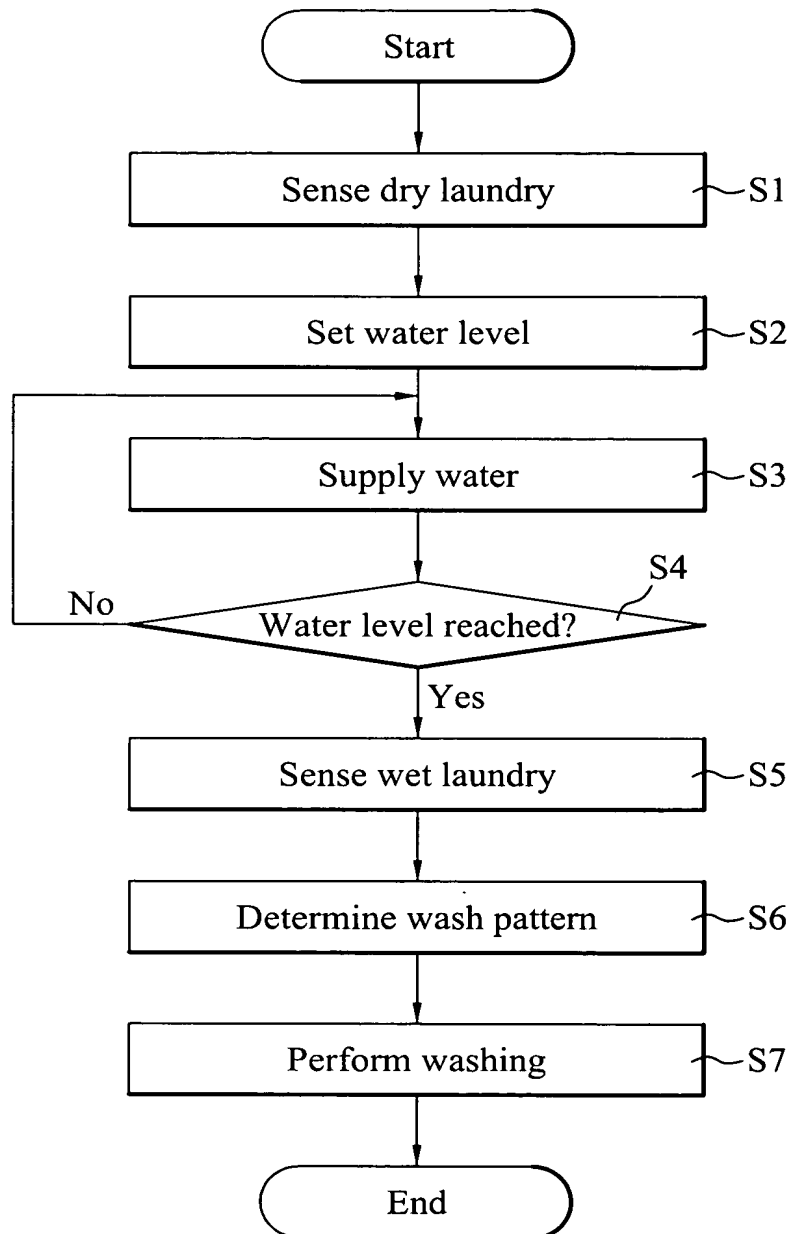 Start
Sense dry laundry
S1
Set water level
S2
Supply water
S3
S4
No
Water level reached?
Yes
Sense wet laundry
S5
Determine wash pattern
S6
Perform washing
S7
End